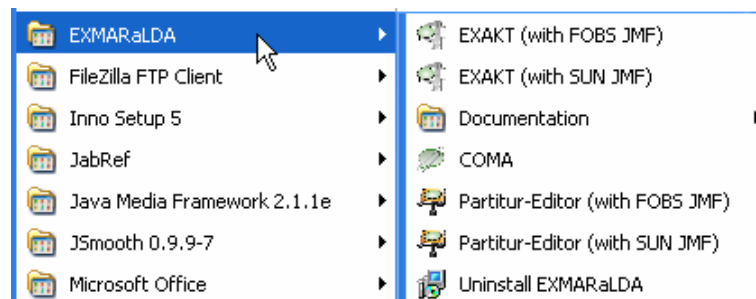 EXMARaLDA
FileZilla FTP Client
Inno Setup 5
JabRef
Java Media Framework 2.1.1e
JSmooth 0.9.9-7
Microsoft Office
EXAKT (with FOBS JMF)
EXAKT (with SUN JMF)
Documentation
COMA
Partitur-Editor (with FOBS JMF)
Partitur-Editor (with SUN JMF)
Uninstall EXMARaLDA